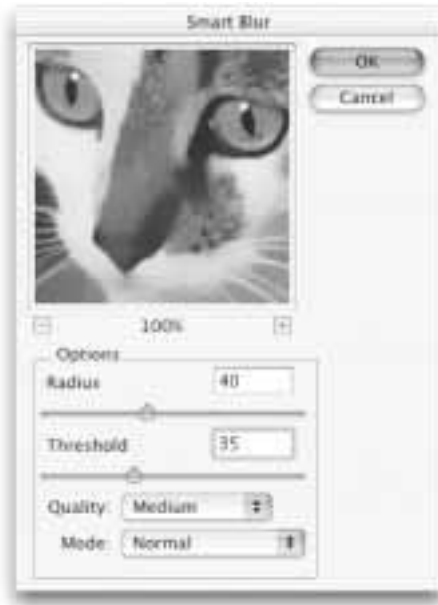 Smart Blur
OK
Cancel
100%
Options
Radius 40
Threshold 35
Quality: Medium
Mode: Normal